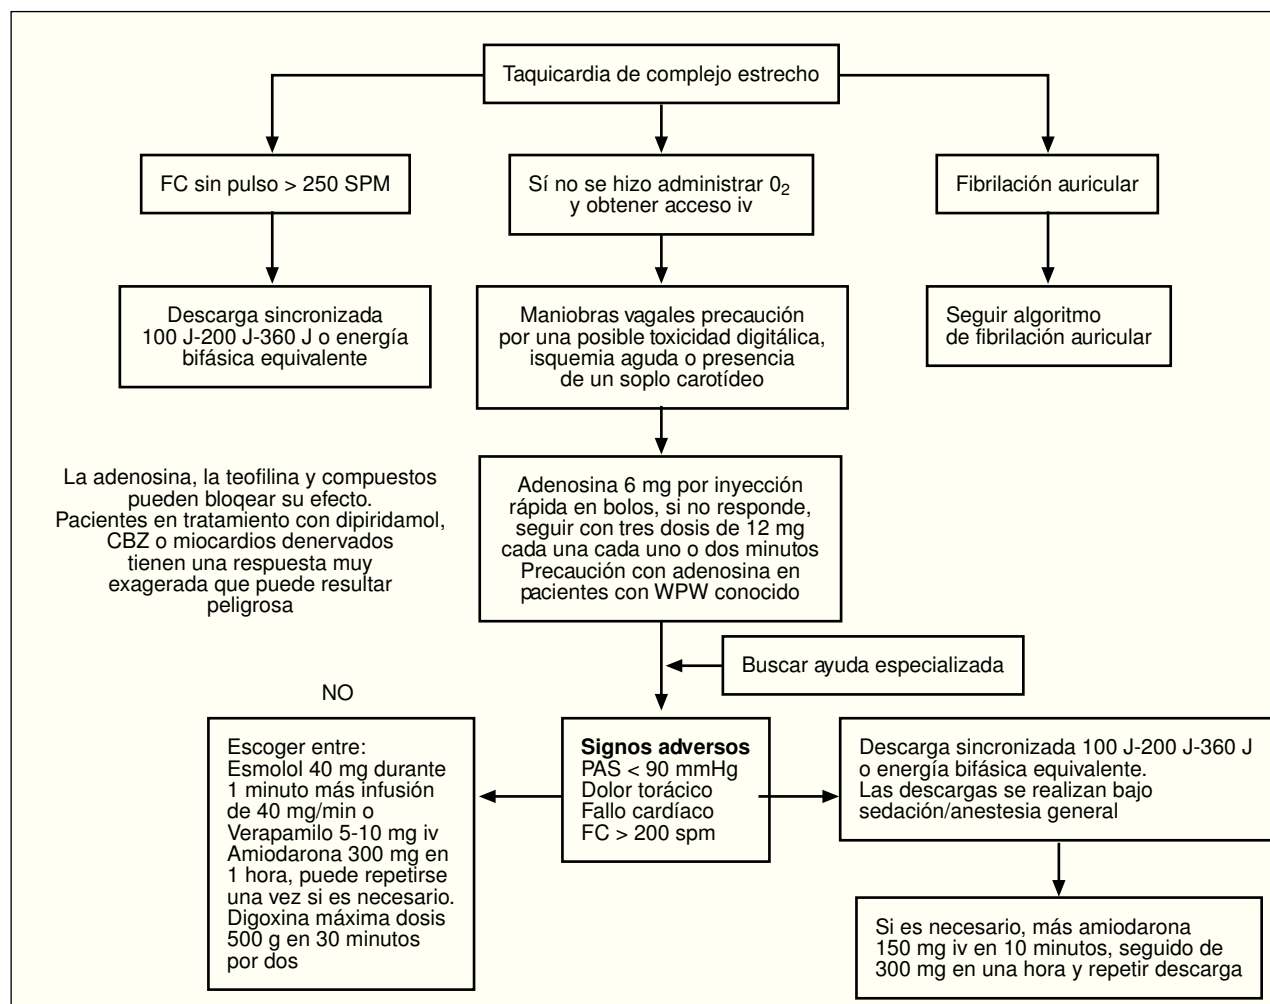 Taquicardia de complejo estrecho
FC sin pulso > 250 SPM
Sí no se hizo administrar 0₂
y obtener acceso iv
Fibrilación auricular
Descarga sincronizada
100 J-200 J-360 J o energía
bifásica equivalente
Maniobras vagales precaución
por una posible toxicidad digitálica,
isquemia aguda o presencia
de un soplo carotídeo
Seguir algoritmo
de fibrilación auricular
La adenosina, la teofilina y compuestos
pueden bloqear su efecto.
Pacientes en tratamiento con dipiridamol,
CBZ o miocardios denervados
tienen una respuesta muy
exagerada que puede resultar
peligrosa
Adenosina 6 mg por inyección
rápida en bolos, si no responde,
seguir con tres dosis de 12 mg
cada una cada uno o dos minutos
Precaución con adenosina en
pacientes con WPW conocido
Buscar ayuda especializada
NO
Escoger entre:
Esmolol 40 mg durante
1 minuto más infusión
de 40 mg/min o
Verapamilo 5-10 mg iv
Amiodarona 300 mg en
1 hora, puede repetirse
una vez si es necesario.
Digoxina máxima dosis
500 g en 30 minutos
por dos
Signos adversos
PAS < 90 mmHg
Dolor torácico
Fallo cardíaco
FC > 200 spm
Descarga sincronizada 100 J-200 J-360 J
o energía bifásica equivalente.
Las descargas se realizan bajo
sedación/anestesia general
Si es necesario, más amiodarona
150 mg iv en 10 minutos, seguido de
300 mg en una hora y repetir descarga